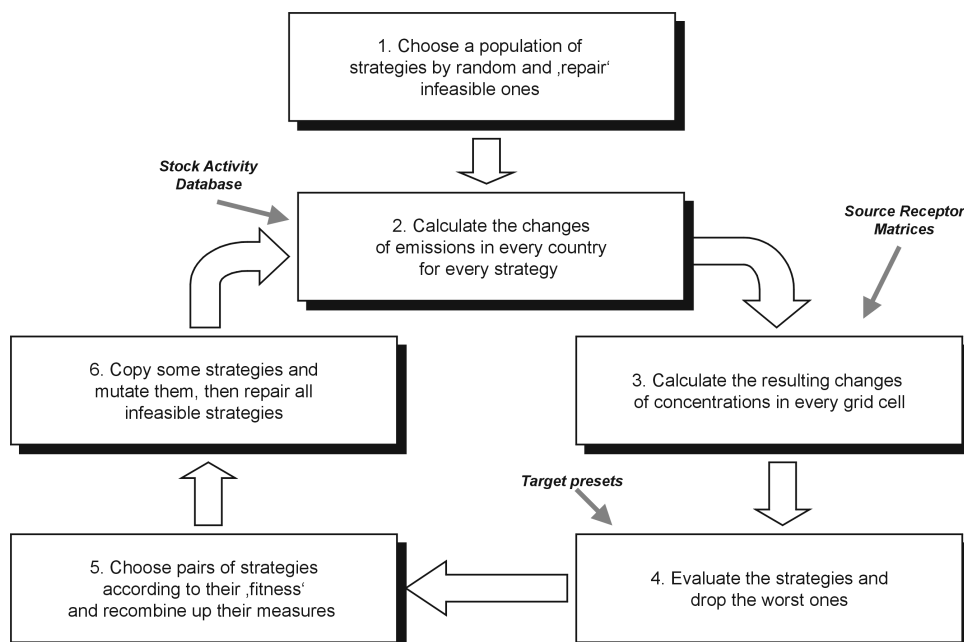 1. Choose a population of
strategies by random and ‚repair‘
infeasible ones
Stock Activity
Database
2. Calculate the changes
of emissions in every country
for every strategy
Source Receptor
Matrices
6. Copy some strategies and
mutate them, then repair all
infeasible strategies
3. Calculate the resulting changes
of concentrations in every grid cell
Target presets
5. Choose pairs of strategies
according to their ‚fitness‘
and recombine up their measures
4. Evaluate the strategies and
drop the worst ones